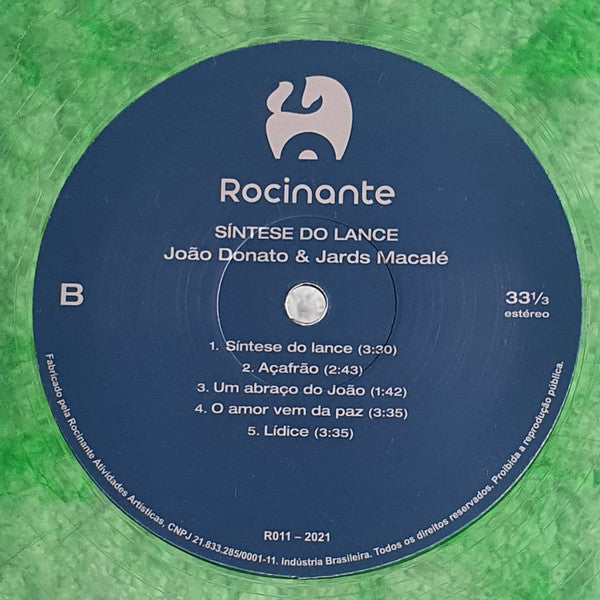 Rocinante
SÍNTESE DO LANCE
João Donato & Jards Macalé
B
33⅓
estéreo
1. Síntese do lance (3:30)
2. Açafrão (2:43)
3. Um abraço do João (1:42)
4. O amor vem da paz (3:35)
5. Lídice (3:35)
R011 – 2021
Fabricado pela Rocinante Atividades Artísticas, CNPJ 21.833.285/0001-11. Indústria Brasileira. Todos os direitos reservados. Proibida a reprodução pública.